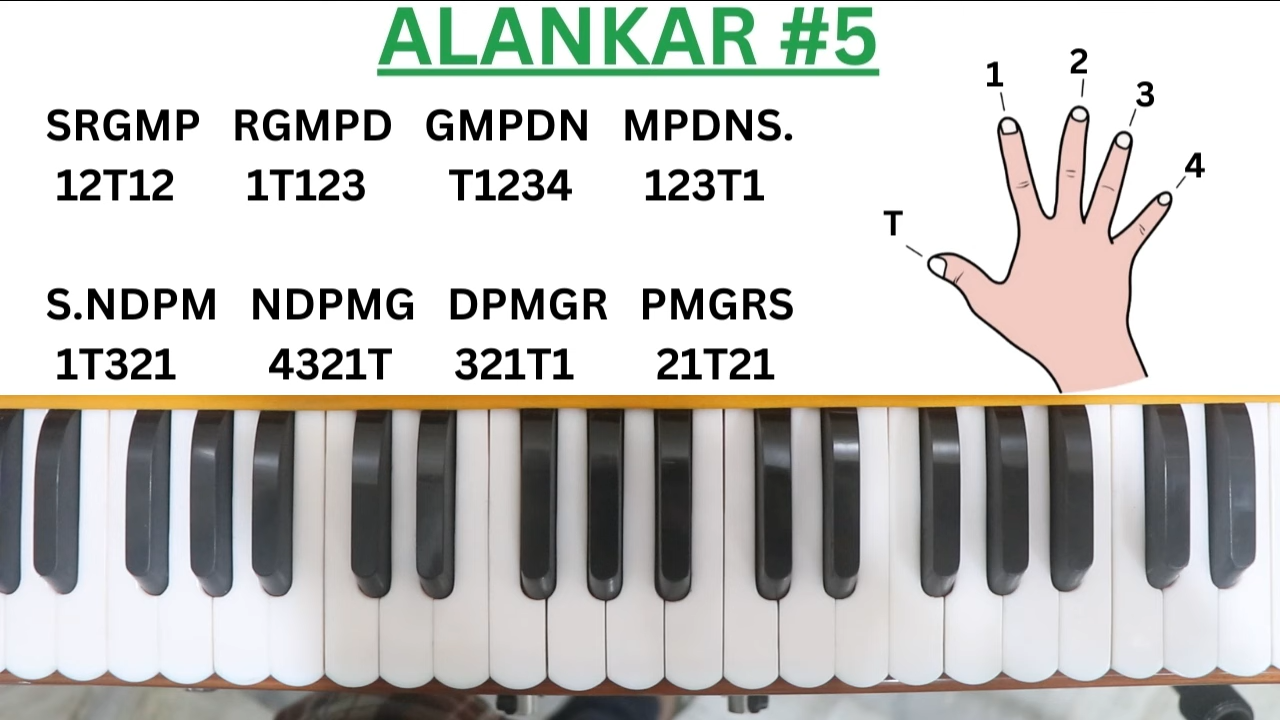 ALANKAR #5
SRGMP RGMPD GMPDN MPDNS.
12T12 1T123 T1234 123T1
S.NDPM NDPMG DPMGR PMGRS
1T321 4321T 321T1 21T21
T 1 2 3 4